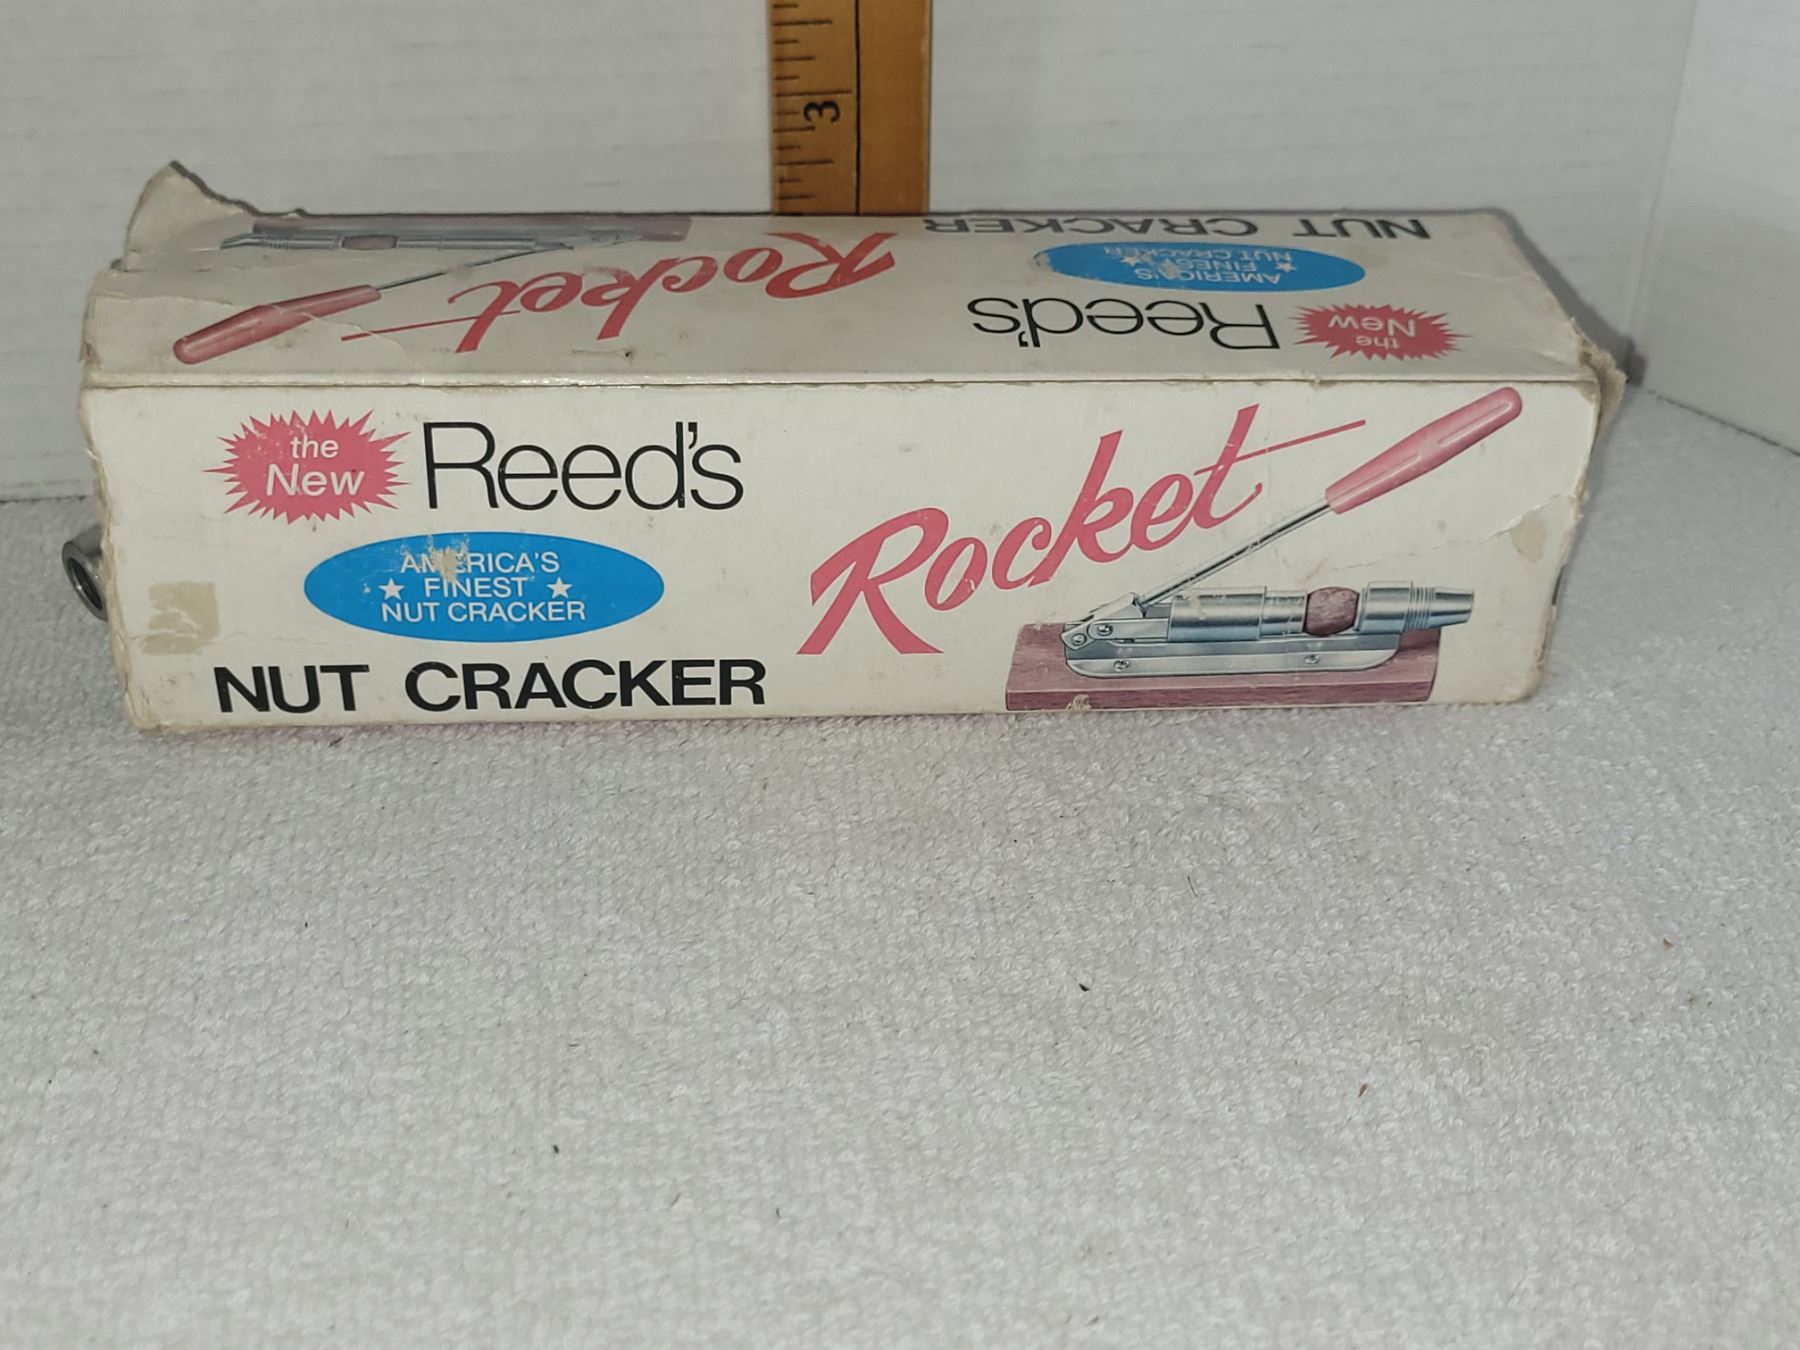 3
NUT CRACKER
AMERICA'S
FINEST
NUT CRACKER
Rocket
Reed's
the
New
the
New
Reed's
AMERICA'S
FINEST
NUT CRACKER
NUT CRACKER
Rocket